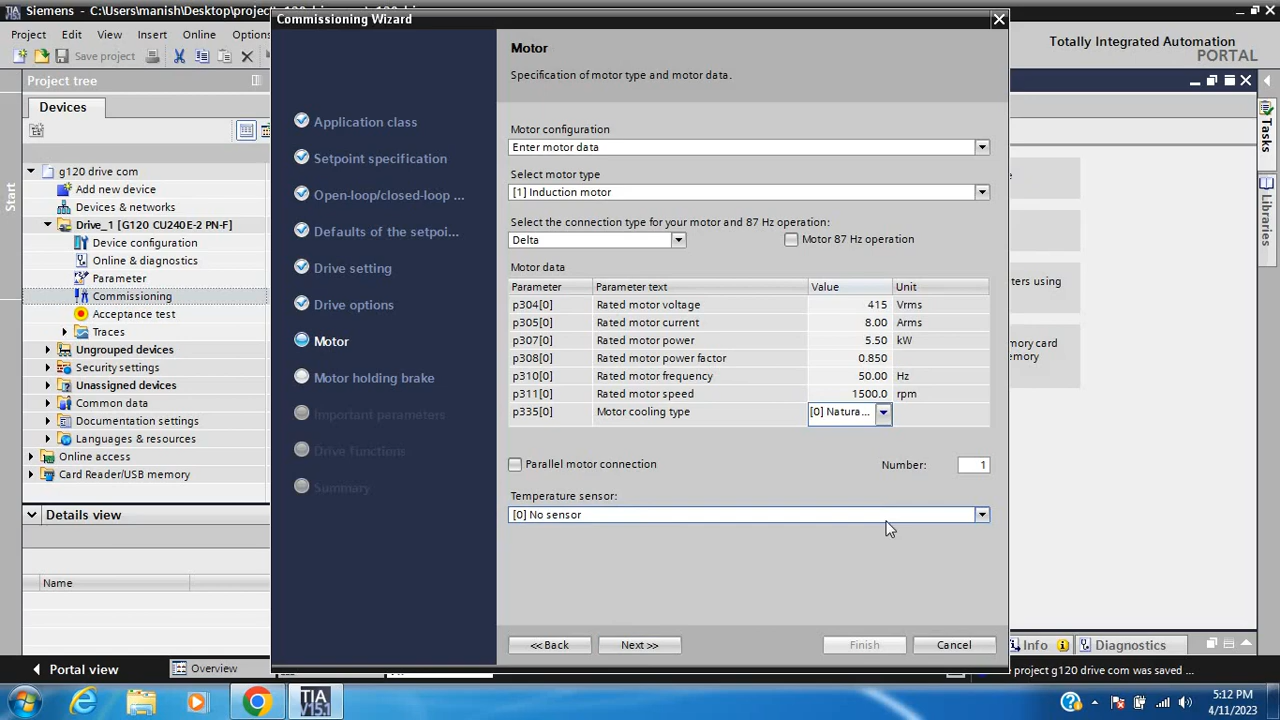 Siemens - C:\Users\manish\Desktop\project
Commissioning Wizard
Project Edit View Insert Online Options
Save project
Totally Integrated Automation
PORTAL
Project tree
Devices
Start
g120 drive com
Add new device
Devices & networks
Drive_1 [G120 CU240E-2 PN-F]
Device configuration
Online & diagnostics
Parameter
Commissioning
Acceptance test
Traces
Ungrouped devices
Security settings
Unassigned devices
Common data
Documentation settings
Languages & resources
Online access
Card Reader/USB memory
Details view
Name
Application class
Setpoint specification
Open-loop/closed-loop ...
Defaults of the setpoi...
Drive setting
Drive options
Motor
Motor holding brake
Important parameters
Drive functions
Summary
Motor
Specification of motor type and motor data.
Motor configuration
Enter motor data
Select motor type
[1] Induction motor
Select the connection type for your motor and 87 Hz operation:
Delta Motor 87 Hz operation
Motor data
Parameter Parameter text Value Unit
p304[0] Rated motor voltage 415 Vrms
p305[0] Rated motor current 8.00 Arms
p307[0] Rated motor power 5.50 kW
p308[0] Rated motor power factor 0.850
p310[0] Rated motor frequency 50.00 Hz
p311[0] Rated motor speed 1500.0 rpm
p335[0] Motor cooling type [0] Natura...
Parallel motor connection Number: 1
Temperature sensor:
[0] No sensor
<<Back Next >> Finish Cancel
ters using
memory card
emory
Tasks
Libraries
Info Diagnostics
Portal view Overview
e project g120 drive com was saved ...
TIA
V15.1
5:12 PM
4/11/2023